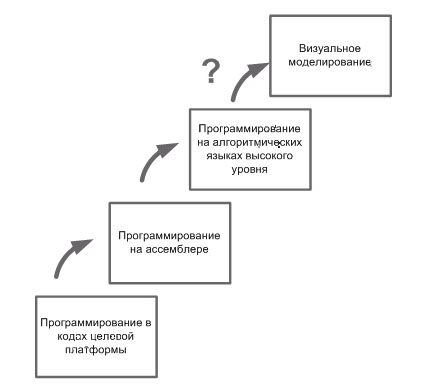 Визуальное
моделирование
?
Программирование
на алгоритмических
языках высокого
уровня
Программирование
на ассемблере
Программирование в
кодах целевой
платформы